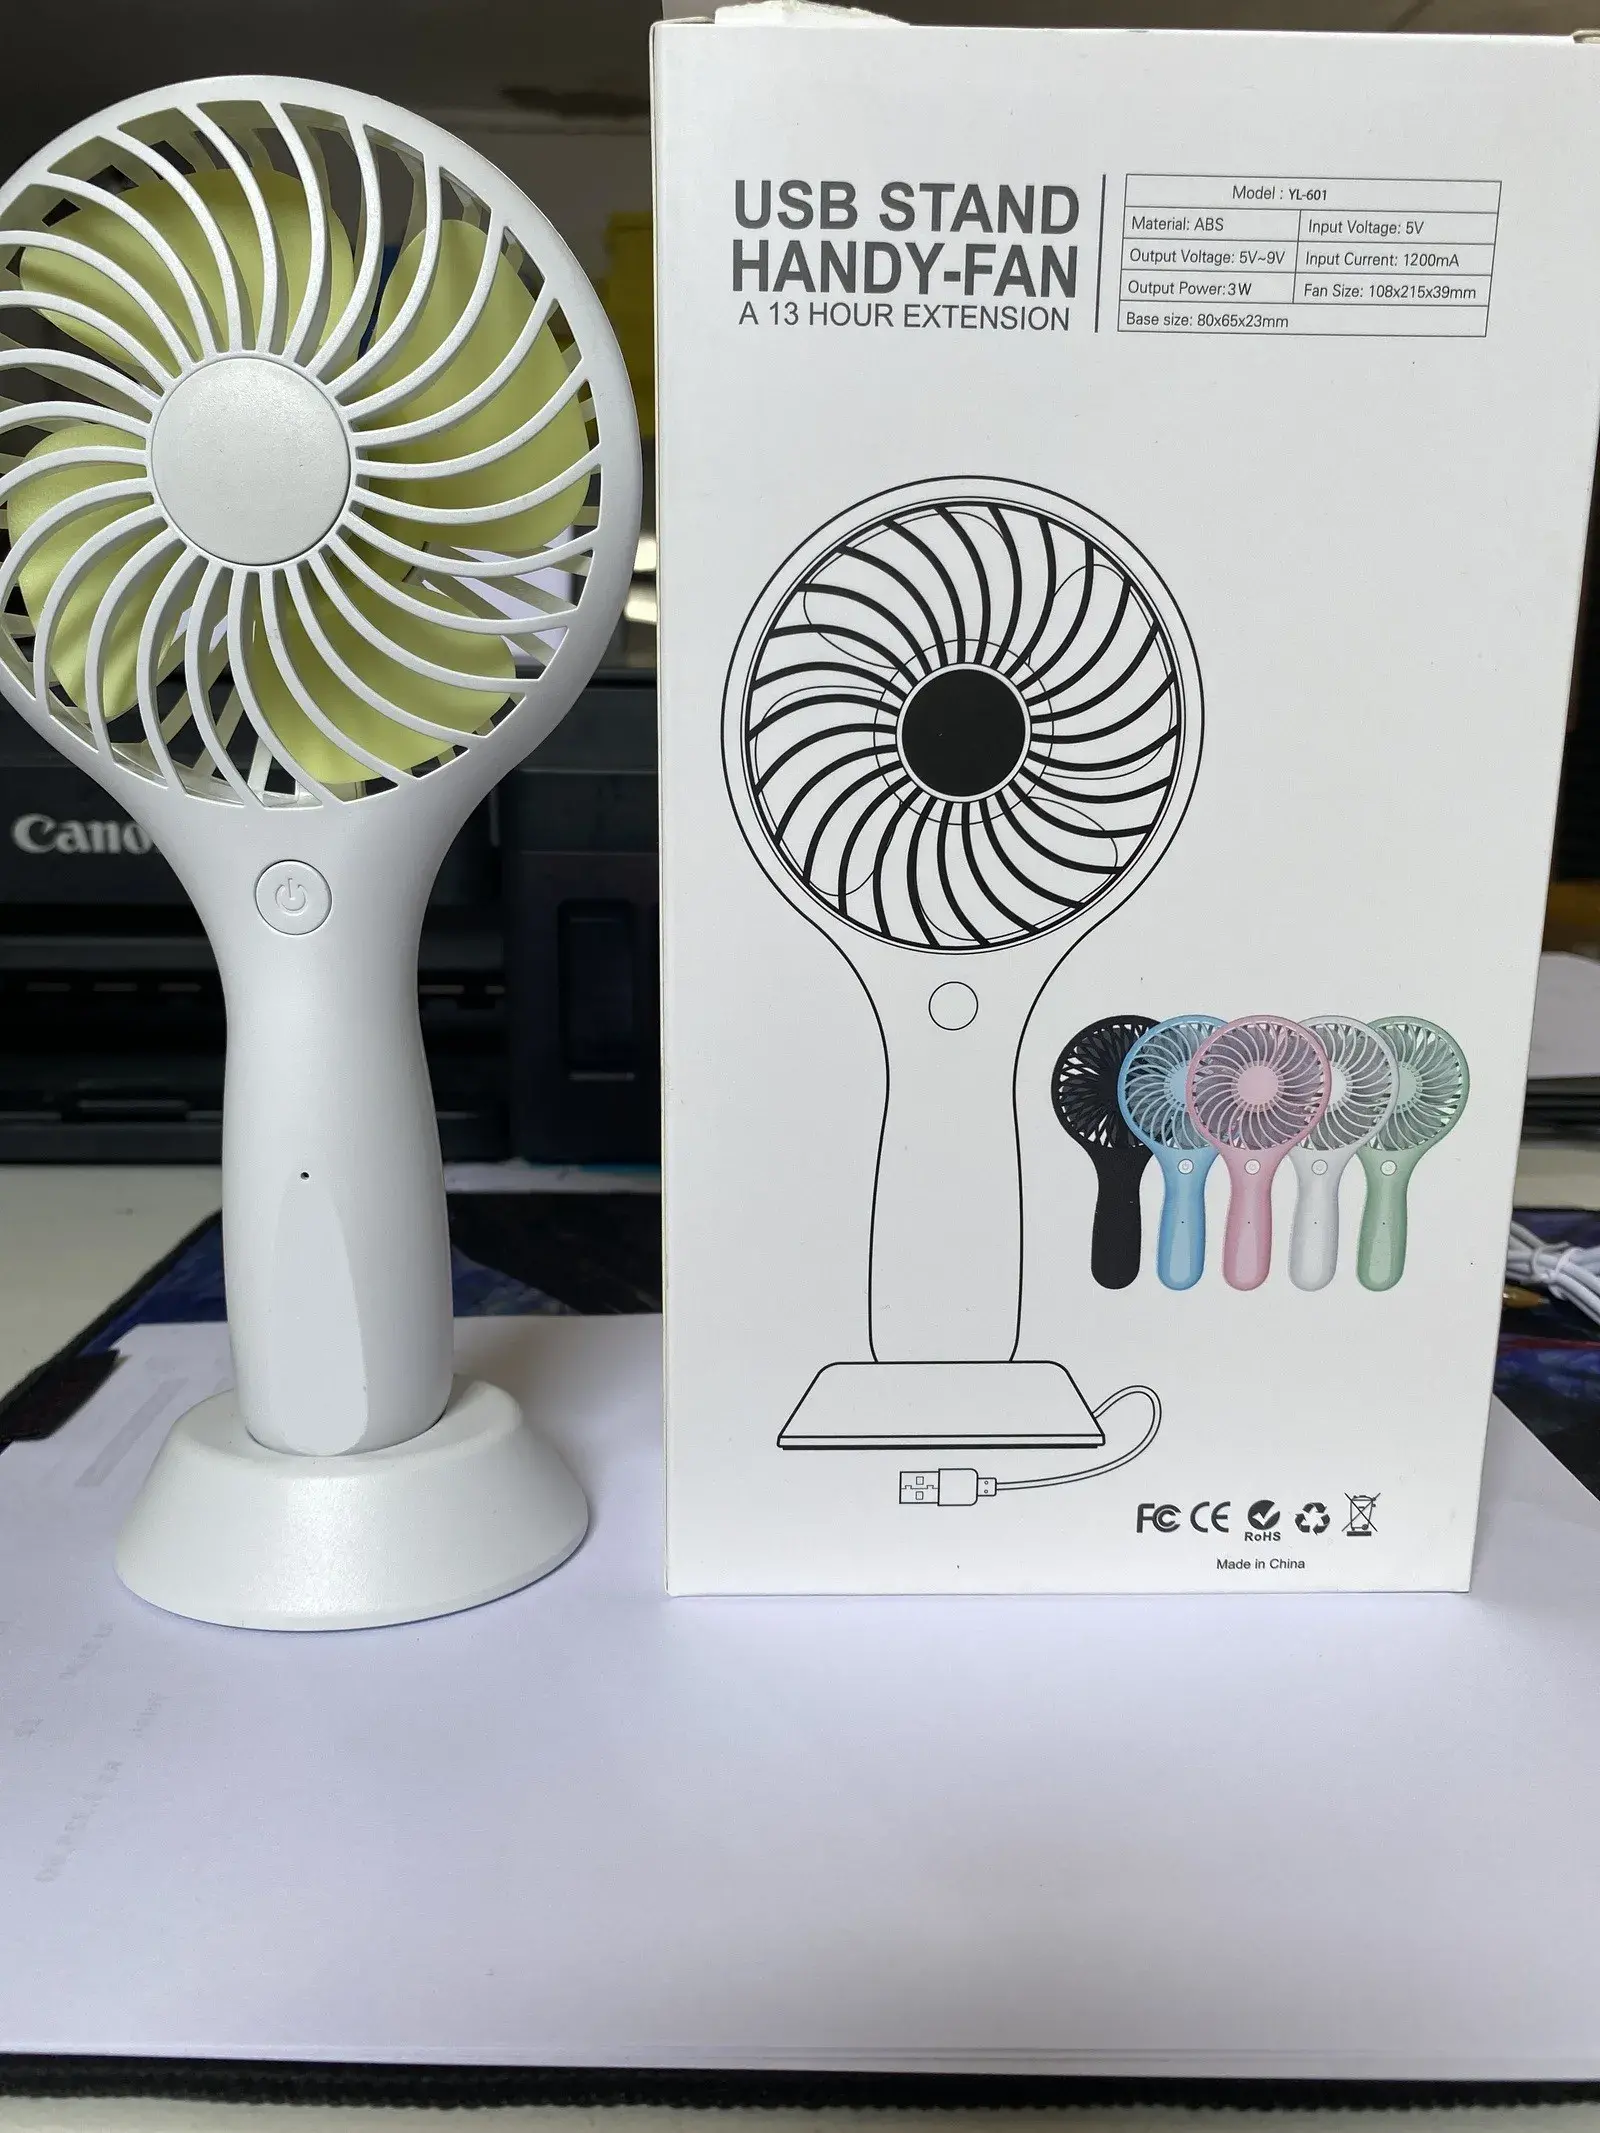 Cano
USB STAND
HANDY-FAN
A 13 HOUR EXTENSION
Model : YL-601
Material: ABS
Input Voltage: 5V
Output Voltage: 5V~9V
Input Current: 1200mA
Output Power:3W
Fan Size: 108x215x39mm
Base size: 80x65x23mm
FC CE
RoHS
Made in China